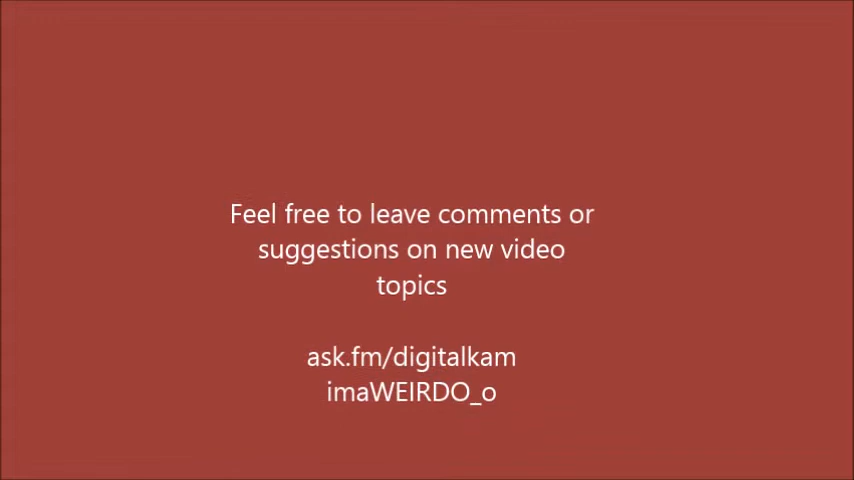 Feel free to leave comments or
suggestions on new video
topics
ask.fm/digitalkam
imaWEIRDO_o